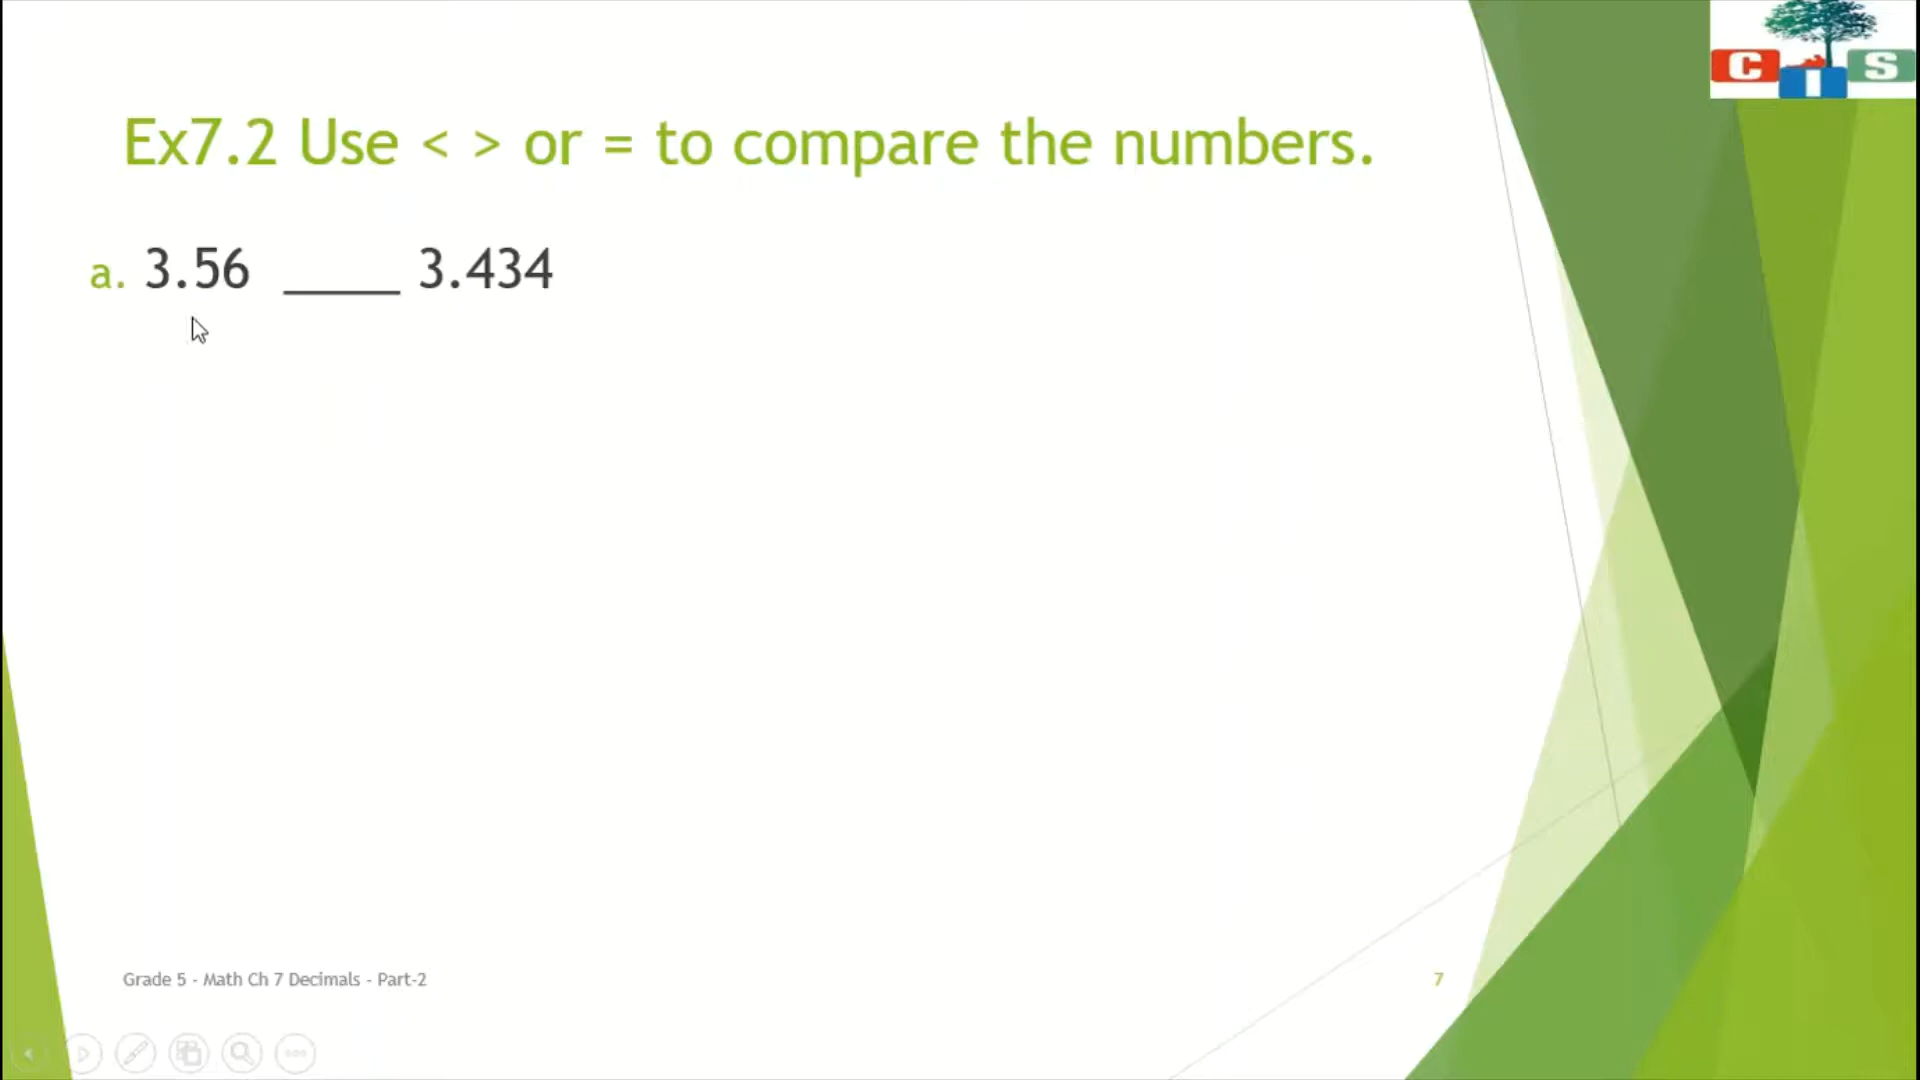 C I S
Ex7.2 Use < > or = to compare the numbers.
a. 3.56 ____ 3.434
Grade 5 - Math Ch 7 Decimals - Part-2
7